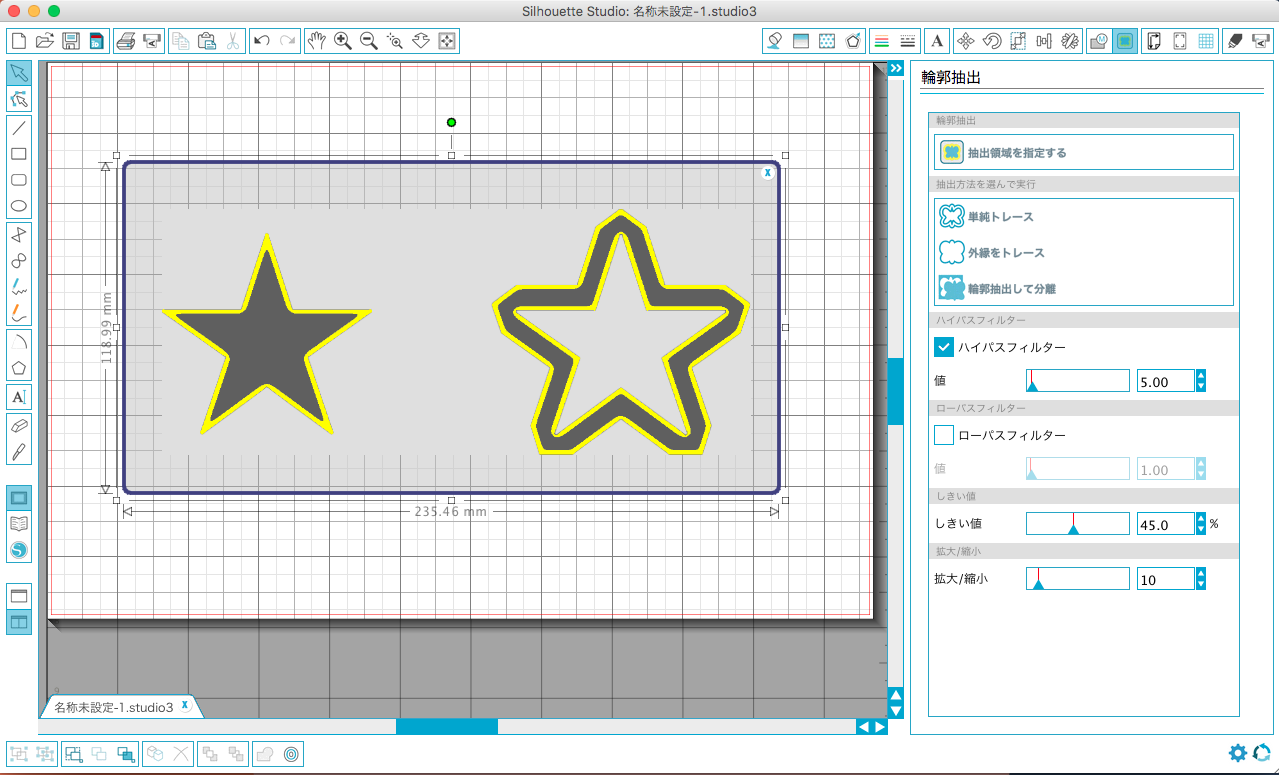 Silhouette Studio: 名称未設定-1.studio3
A
輪郭抽出
輪郭抽出
抽出領域を指定する
抽出方法を選んで実行
単純トレース
外縁をトレース
輪郭抽出して分離
ハイパスフィルター
ハイパスフィルター
値
5.00
ローパスフィルター
ローパスフィルター
値
1.00
しきい値
しきい値
45.0
%
拡大/縮小
拡大/縮小
10
x
118.99 mm
235.46 mm
A
S
9
名称未設定-1.studio3
x